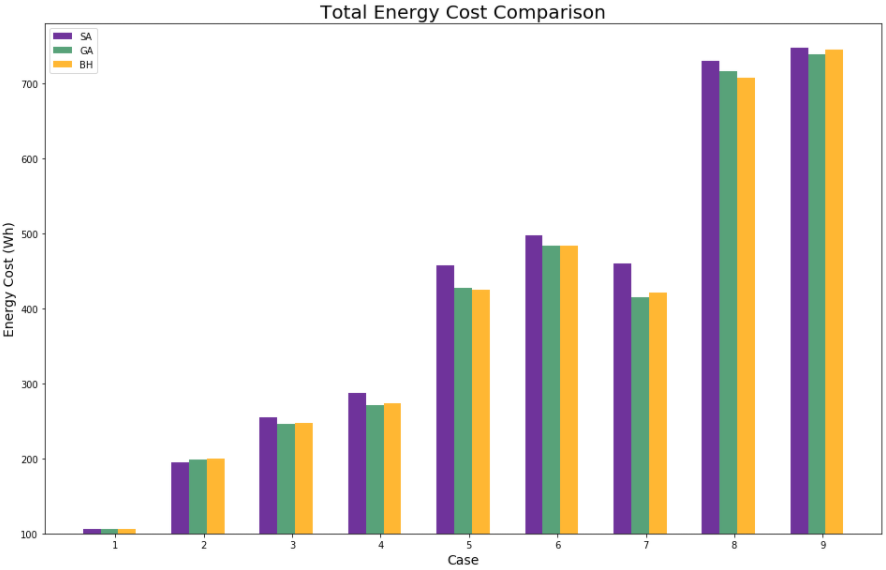 Total Energy Cost Comparison
SA
GA
BH
Energy Cost (Wh)
700
600
500
400
300
200
100
1 2 3 4 5 6 7 8 9
Case